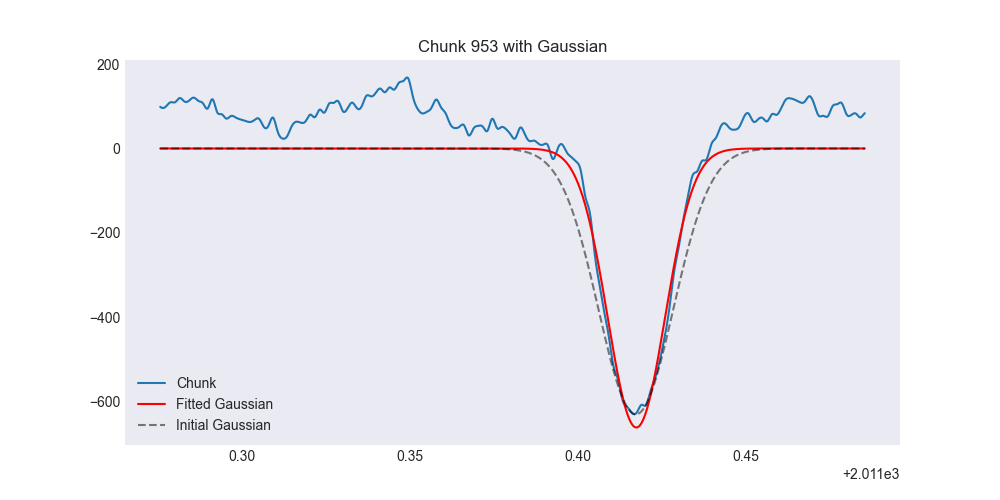 Chunk 953 with Gaussian
200
0
−200
−400
−600
Chunk
Fitted Gaussian
Initial Gaussian
0.30 0.35 0.40 0.45
+2.011e3